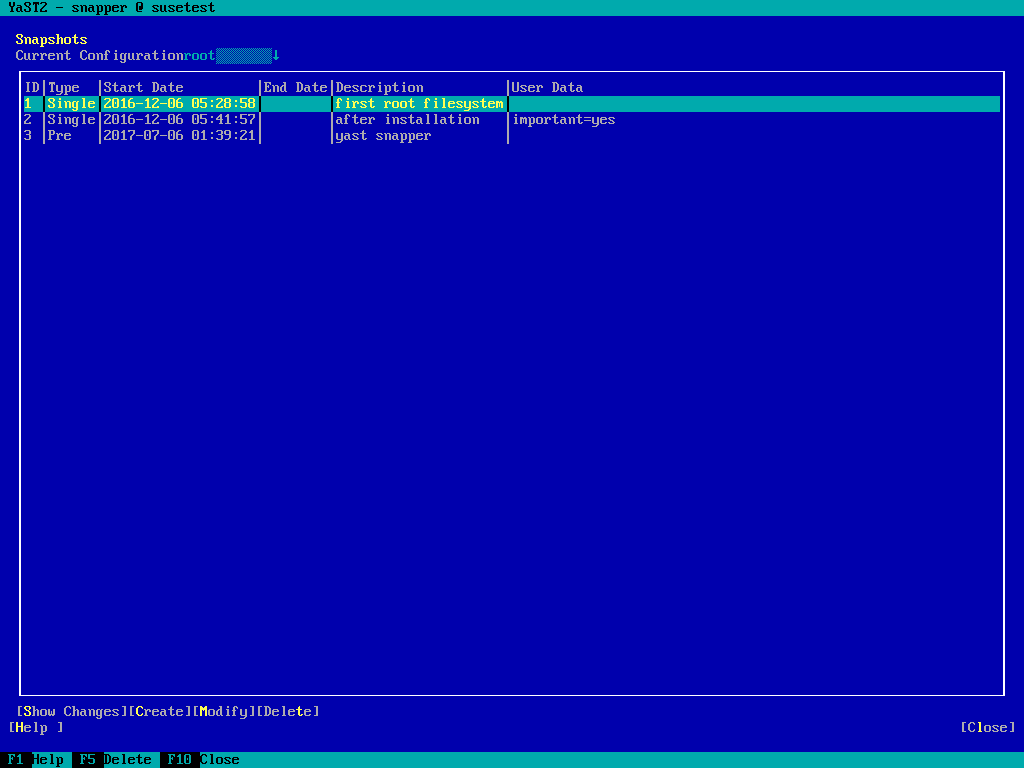 YaST2 - snapper @ susetest
Snapshots
Current Configurationroot↓
ID|Type |Start Date |End Date|Description |User Data
1 |Single|2016-12-06 05:28:58| |first root filesystem|
2 |Single|2016-12-06 05:41:57| |after installation |important=yes
3 |Pre |2017-07-06 01:39:21| |yast snapper |
[Show Changes][Create][Modify][Delete]
[Help ] [Close]
F1 Help F5 Delete F10 Close